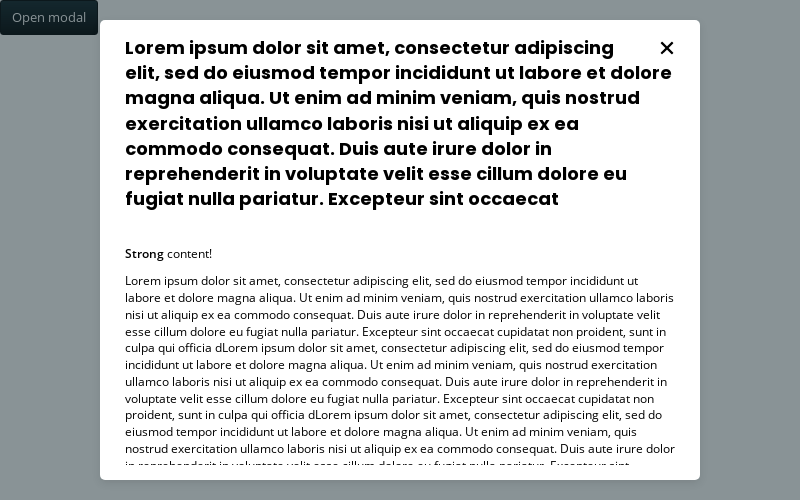 Open modal
Lorem ipsum dolor sit amet, consectetur adipiscing
elit, sed do eiusmod tempor incididunt ut labore et dolore
magna aliqua. Ut enim ad minim veniam, quis nostrud
exercitation ullamco laboris nisi ut aliquip ex ea
commodo consequat. Duis aute irure dolor in
reprehenderit in voluptate velit esse cillum dolore eu
fugiat nulla pariatur. Excepteur sint occaecat
Strong content!
Lorem ipsum dolor sit amet, consectetur adipiscing elit, sed do eiusmod tempor incididunt ut
labore et dolore magna aliqua. Ut enim ad minim veniam, quis nostrud exercitation ullamco laboris
nisi ut aliquip ex ea commodo consequat. Duis aute irure dolor in reprehenderit in voluptate velit
esse cillum dolore eu fugiat nulla pariatur. Excepteur sint occaecat cupidatat non proident, sunt in
culpa qui officia dLorem ipsum dolor sit amet, consectetur adipiscing elit, sed do eiusmod tempor
incididunt ut labore et dolore magna aliqua. Ut enim ad minim veniam, quis nostrud exercitation
ullamco laboris nisi ut aliquip ex ea commodo consequat. Duis aute irure dolor in reprehenderit in
voluptate velit esse cillum dolore eu fugiat nulla pariatur. Excepteur sint occaecat cupidatat non
proident, sunt in culpa qui officia dLorem ipsum dolor sit amet, consectetur adipiscing elit, sed do
eiusmod tempor incididunt ut labore et dolore magna aliqua. Ut enim ad minim veniam, quis
nostrud exercitation ullamco laboris nisi ut aliquip ex ea commodo consequat. Duis aute irure dolor